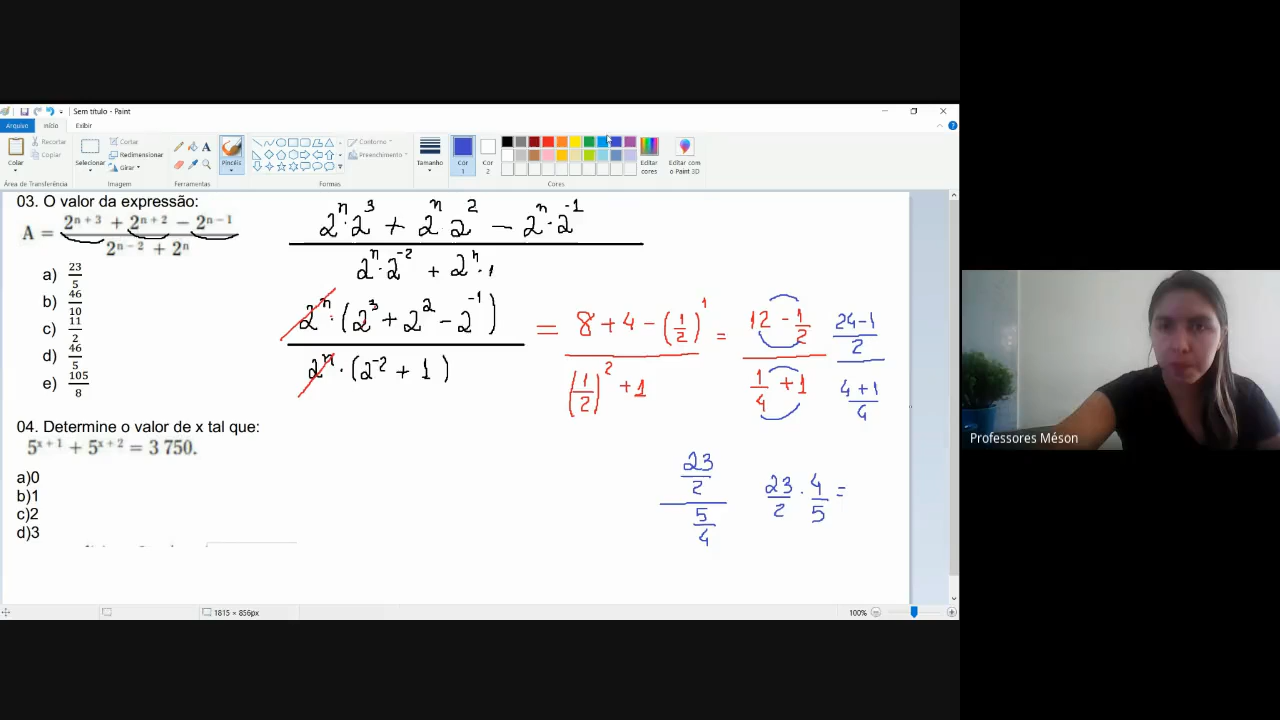 Sem título - Paint
Arquivo Início Exibir
Colar
Recortar
Copiar
Área de Transferência
Selecionar
Cortar
Redimensionar
Girar
Imagem
Ferramentas
Pincéis
Contorno
Preenchimento
Formas
Tamanho
Cor 1
Cor 2
Editar cores
Editar com o Paint 3D
Cores
03. O valor da expressão:
A = (2ⁿ⁺³ + 2ⁿ⁺² − 2ⁿ⁻¹) / (2ⁿ⁻² + 2ⁿ)
a) 23/5
b) 46/10
c) 11/2
d) 46/5
e) 105/8
2ⁿ·2³ + 2ⁿ·2² − 2ⁿ·2⁻¹
2ⁿ·2⁻² + 2ⁿ·1
2ⁿ·(2³ + 2² − 2⁻¹)
2ⁿ·(2⁻² + 1)
= 8 + 4 − (1/2)¹
(1/2)² + 1
= 12 − 1/2
1/4 + 1
24−1/2
4+1/4
04. Determine o valor de x tal que:
5ˣ⁺¹ + 5ˣ⁺² = 3 750.
a)0
b)1
c)2
d)3
23/2
5/4
23/2 · 4/5 =
1815 × 856px
100%
Professores Méson